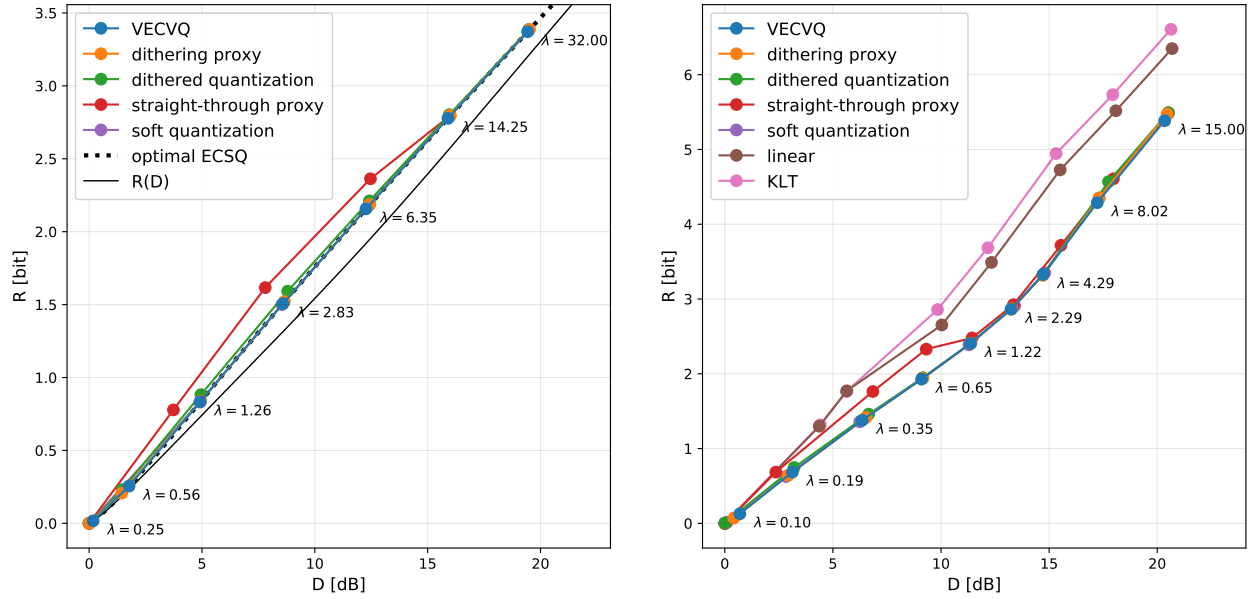 3.5
3.0
2.5
2.0
1.5
1.0
0.5
0.0
R [bit]
VECVQ
dithering proxy
dithered quantization
straight-through proxy
soft quantization
optimal ECSQ
R(D)
λ = 32.00
λ = 14.25
λ = 6.35
λ = 2.83
λ = 1.26
λ = 0.56
λ = 0.25
0
5
10
15
20
D [dB]
6
5
4
3
2
1
0
R [bit]
VECVQ
dithering proxy
dithered quantization
straight-through proxy
soft quantization
linear
KLT
λ = 15.00
λ = 8.02
λ = 4.29
λ = 2.29
λ = 1.22
λ = 0.65
λ = 0.35
λ = 0.19
λ = 0.10
0
5
10
15
20
D [dB]